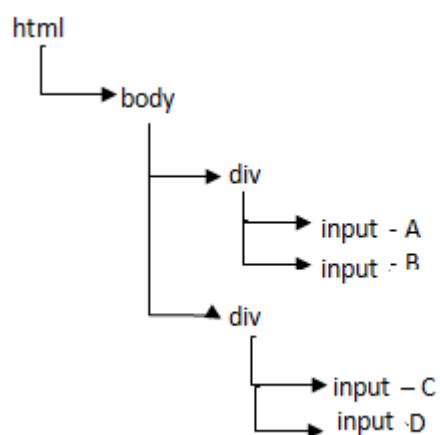 html
body
div
input - A
input - B
div
input – C
input -D